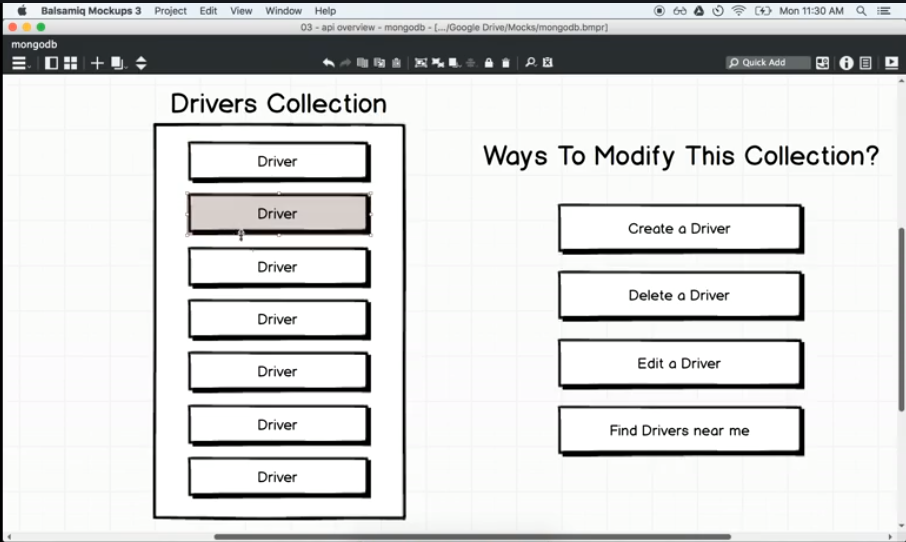 Balsamiq Mockups 3 Project Edit View Window Help Mon 11:30 AM
03 - api overview - mongodb - [.../Google Drive/Mocks/mongodb.bmpr]
mongodb
Quick Add
Drivers Collection
Driver
Driver
Driver
Driver
Driver
Driver
Driver
Ways To Modify This Collection?
Create a Driver
Delete a Driver
Edit a Driver
Find Drivers near me